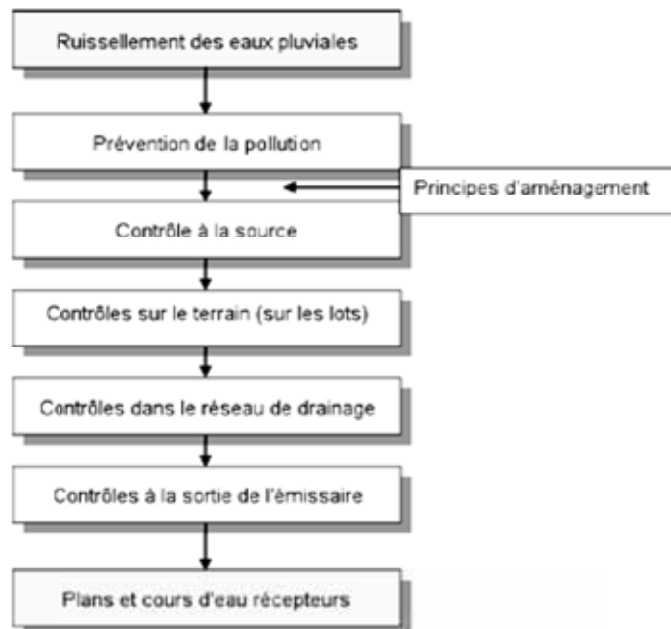 Ruissellement des eaux pluviales
Prévention de la pollution
Principes d'aménagement
Contrôle à la source
Contrôles sur le terrain (sur les lots)
Contrôles dans le réseau de drainage
Contrôles à la sortie de l'émissaire
Plans et cours d'eau récepteurs